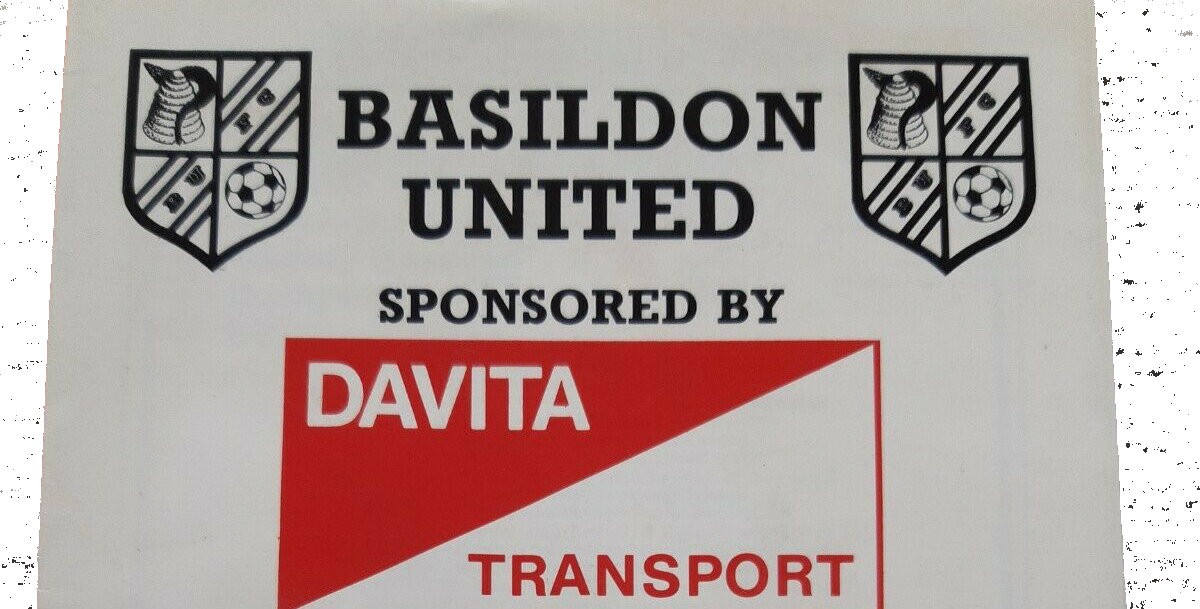 F C
B U
BASILDON
UNITED
F C
B U
SPONSORED BY
DAVITA
TRANSPORT